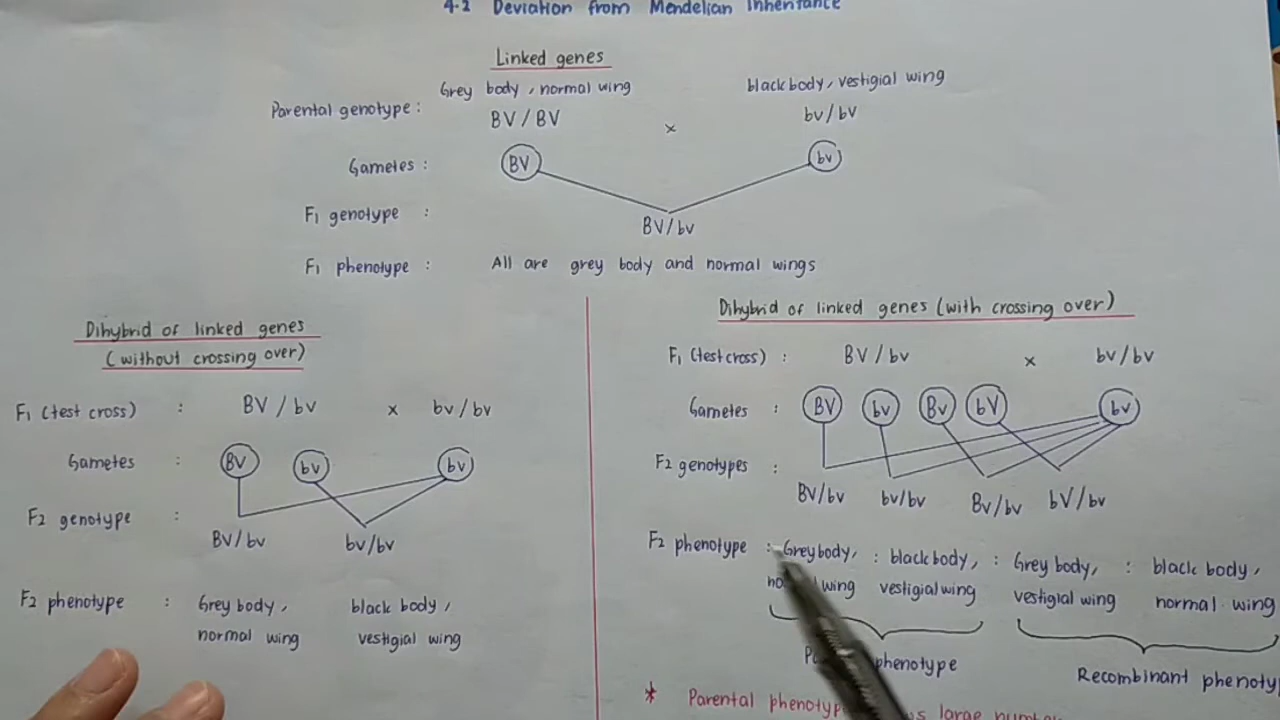 4.2 Deviation from Mendelian Inheritance
Linked genes
Grey body, normal wing black body, vestigial wing
Parental genotype : BV / BV x bv / bv
Gametes : BV bv
F1 genotype :
BV / bv
F1 phenotype : All are grey body and normal wings
Dihybrid of linked genes
(without crossing over)
F1 (test cross) : BV / bv x bv / bv
Gametes : BV bv bv
F2 genotype :
BV / bv bv / bv
F2 phenotype : Grey body, black body,
normal wing vestigial wing
Dihybrid of linked genes (with crossing over)
F1 (test cross) : BV / bv x bv / bv
Gametes : BV bv Bv bV bv
F2 genotypes :
BV / bv bv / bv Bv / bv bV / bv
F2 phenotype : Grey body, : black body, : Grey body, : black body,
wing vestigial wing vestigial wing normal wing
phenotype Recombinant
* Parental large